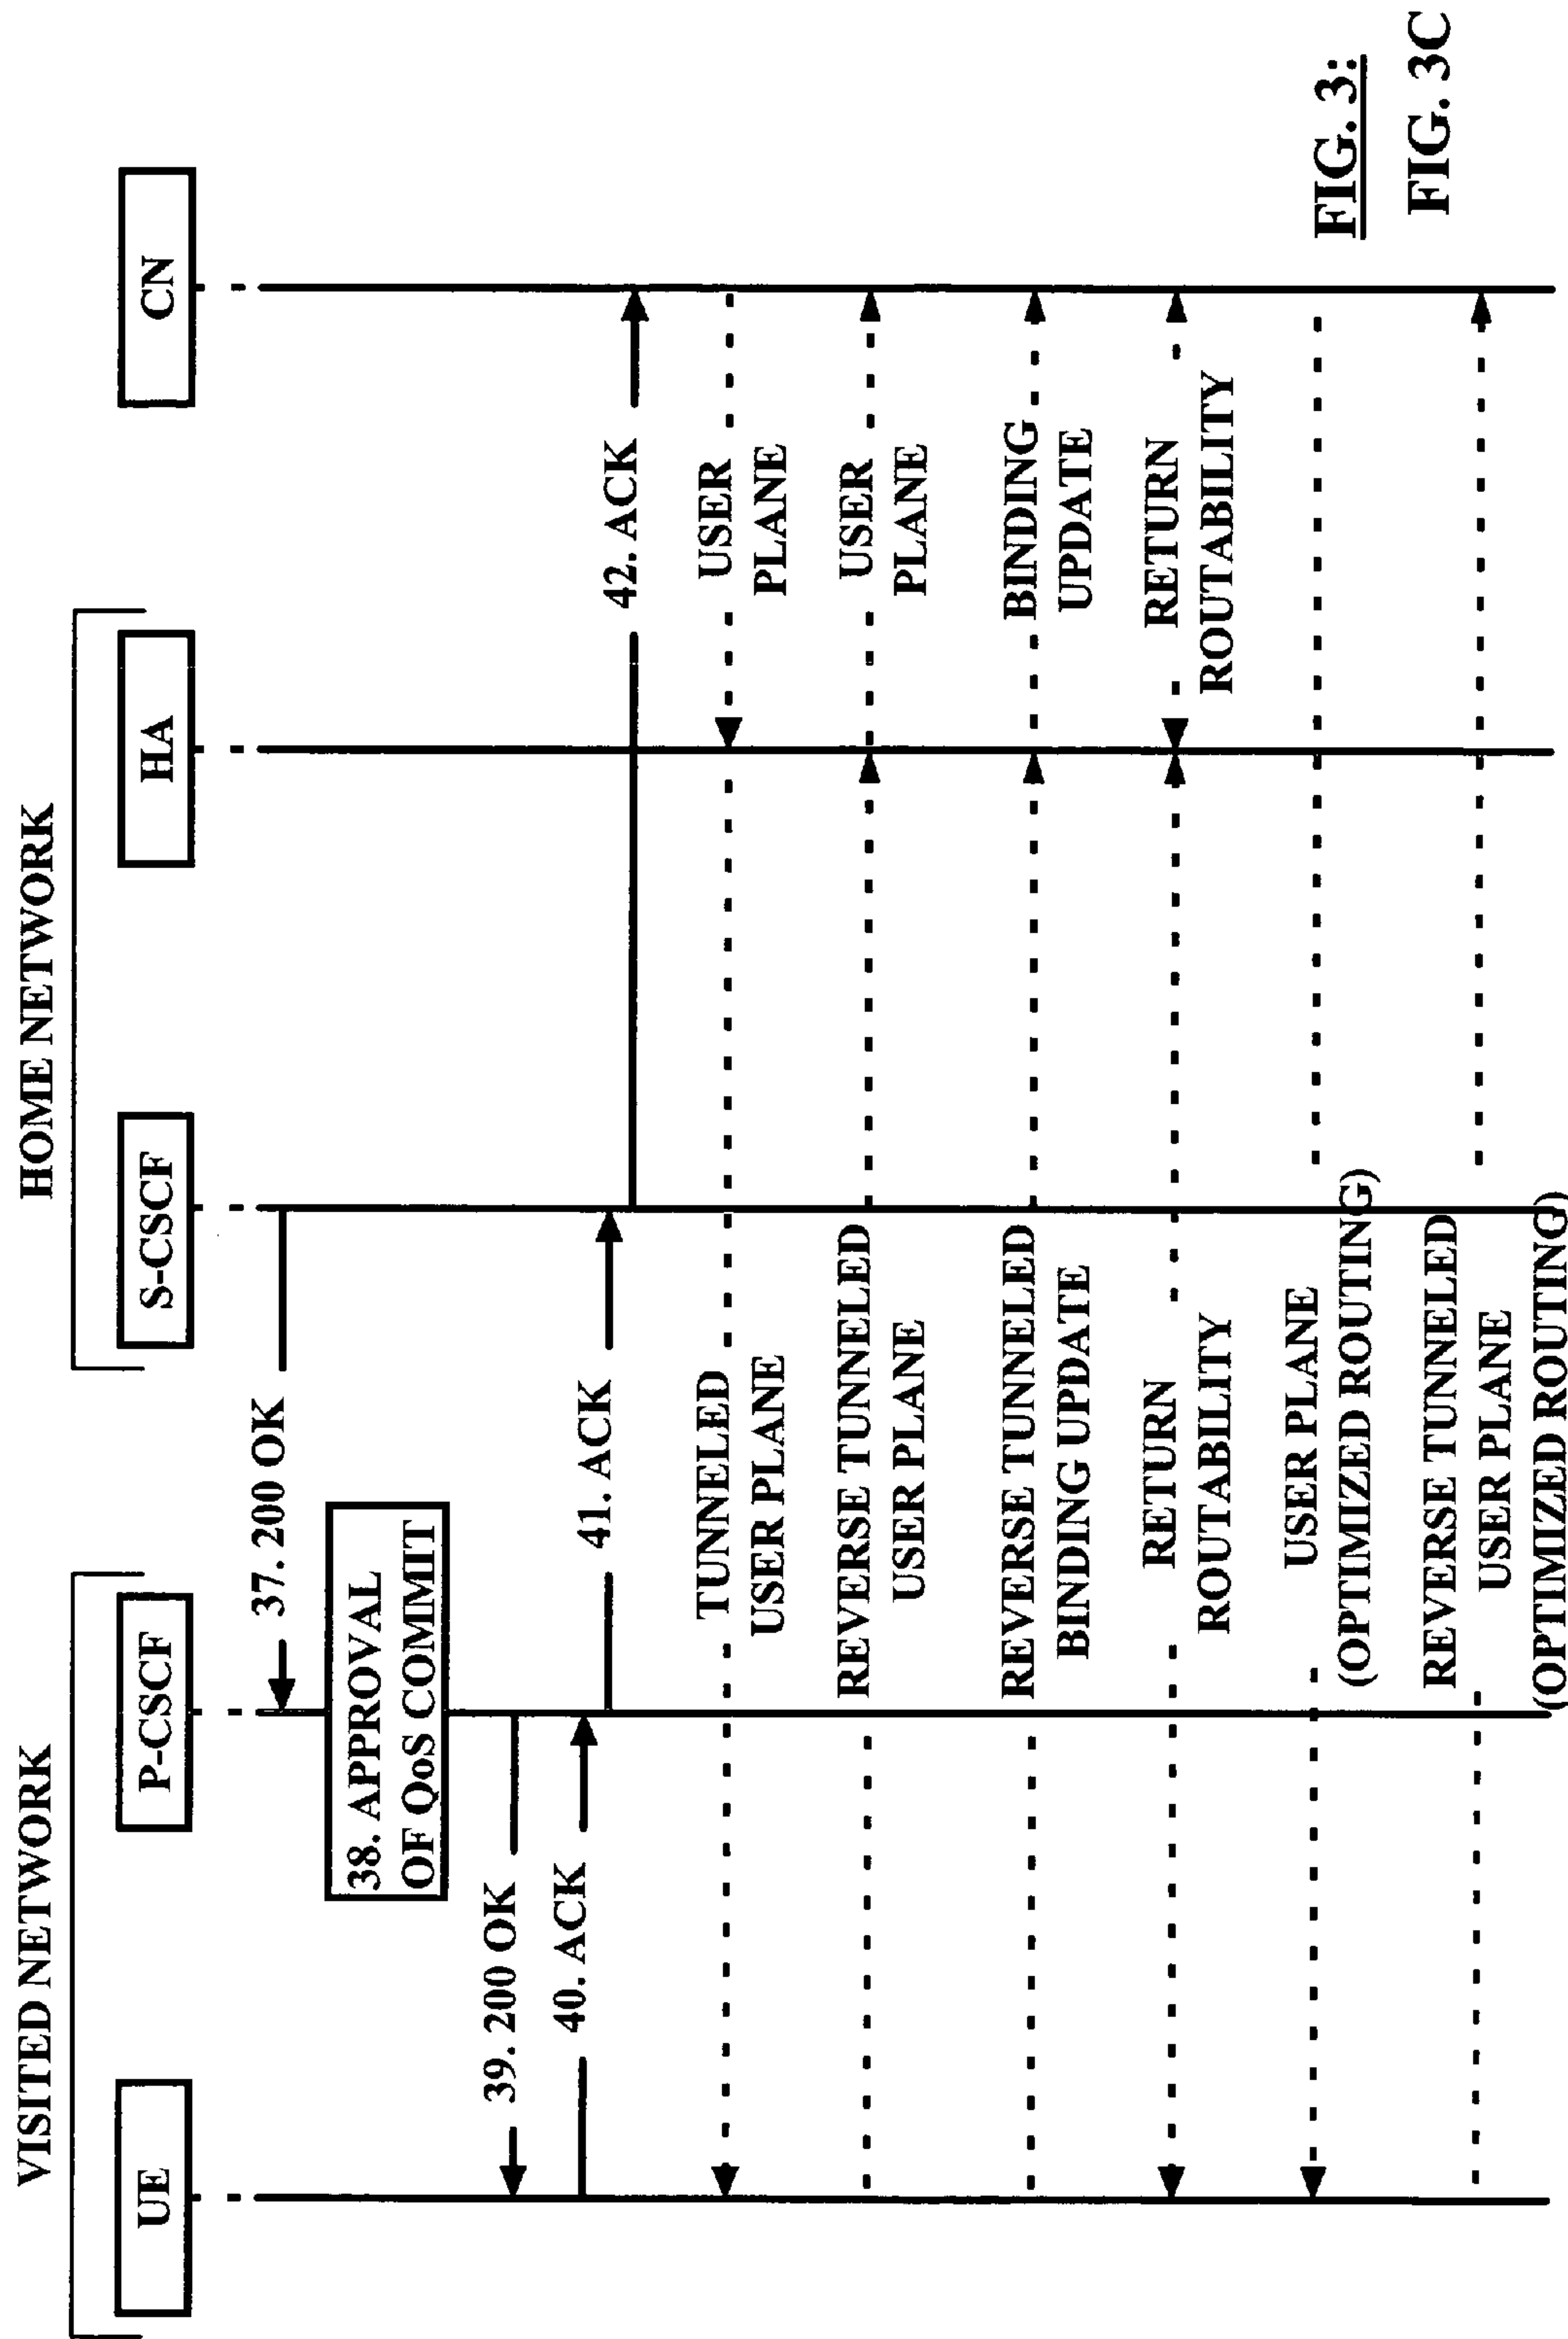 VISITED NETWORK
HOME NETWORK
UE
P-CSCF
S-CSCF
HA
CN
37. 200 OK
38. APPROVAL
OF QoS COMMIT
39. 200 OK
40. ACK
41. ACK
42. ACK
TUNNELED
USER PLANE
USER
PLANE
REVERSE TUNNELED
USER PLANE
USER
PLANE
REVERSE TUNNELED
BINDING UPDATE
BINDING
UPDATE
RETURN
ROUTABILITY
RETURN
ROUTABILITY
USER PLANE
(OPTIMIZED ROUTING)
REVERSE TUNNELED
USER PLANE
(OPTIMIZED ROUTING)
FIG. 3:
FIG. 3C